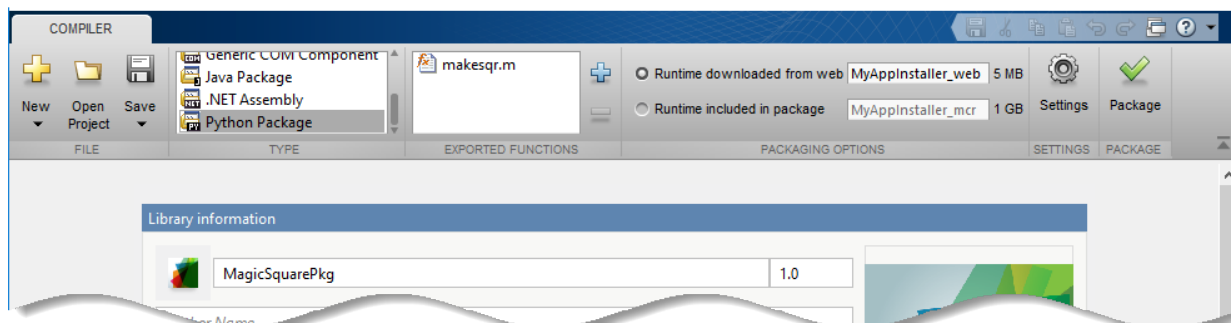 COMPILER
New
Open Project
Save
FILE
Generic COM Component
Java Package
.NET Assembly
Python Package
TYPE
makesqr.m
EXPORTED FUNCTIONS
Runtime downloaded from web MyAppInstaller_web 5 MB
Runtime included in package MyAppInstaller_mcr 1 GB
PACKAGING OPTIONS
Settings
SETTINGS
Package
PACKAGE
Library information
MagicSquarePkg 1.0
Name